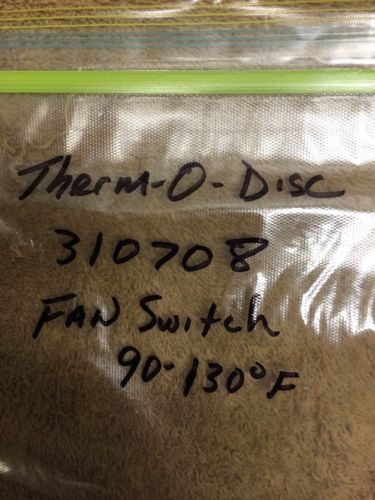 Therm-O-Disc
310708
FAN Switch
90-130°F